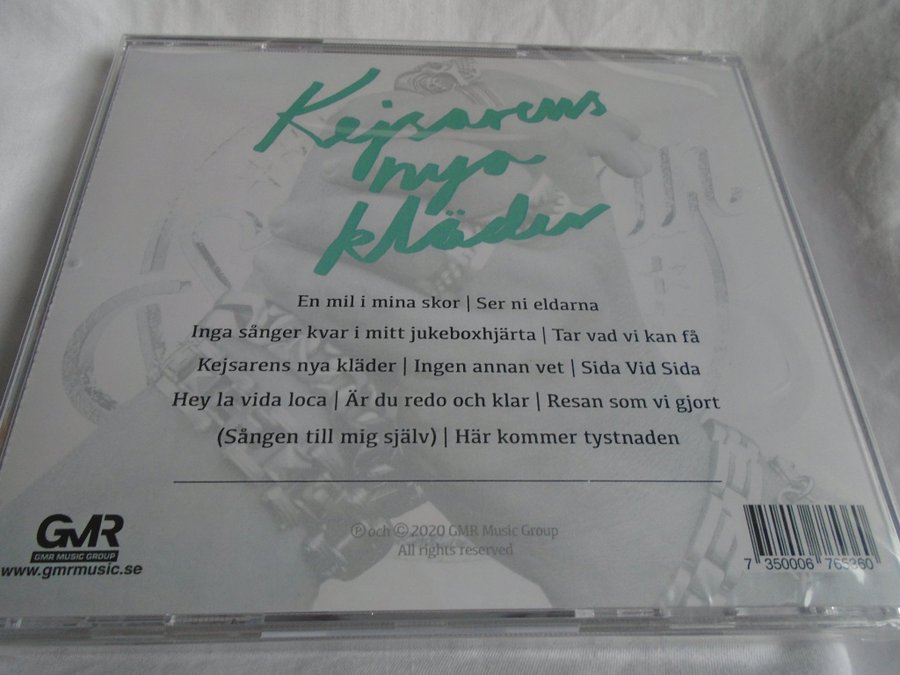 Kejsarens
nya
kläder
En mil i mina skor | Ser ni eldarna
Inga sånger kvar i mitt jukeboxhjärta | Tar vad vi kan få
Kejsarens nya kläder | Ingen annan vet | Sida Vid Sida
Hey la vida loca | Är du redo och klar | Resan som vi gjort
(Sången till mig själv) | Här kommer tystnaden
GMR
GMR MUSIC GROUP
www.gmrmusic.se
Ⓟ och © 2020 GMR Music Group
All rights reserved
7 350006 765360